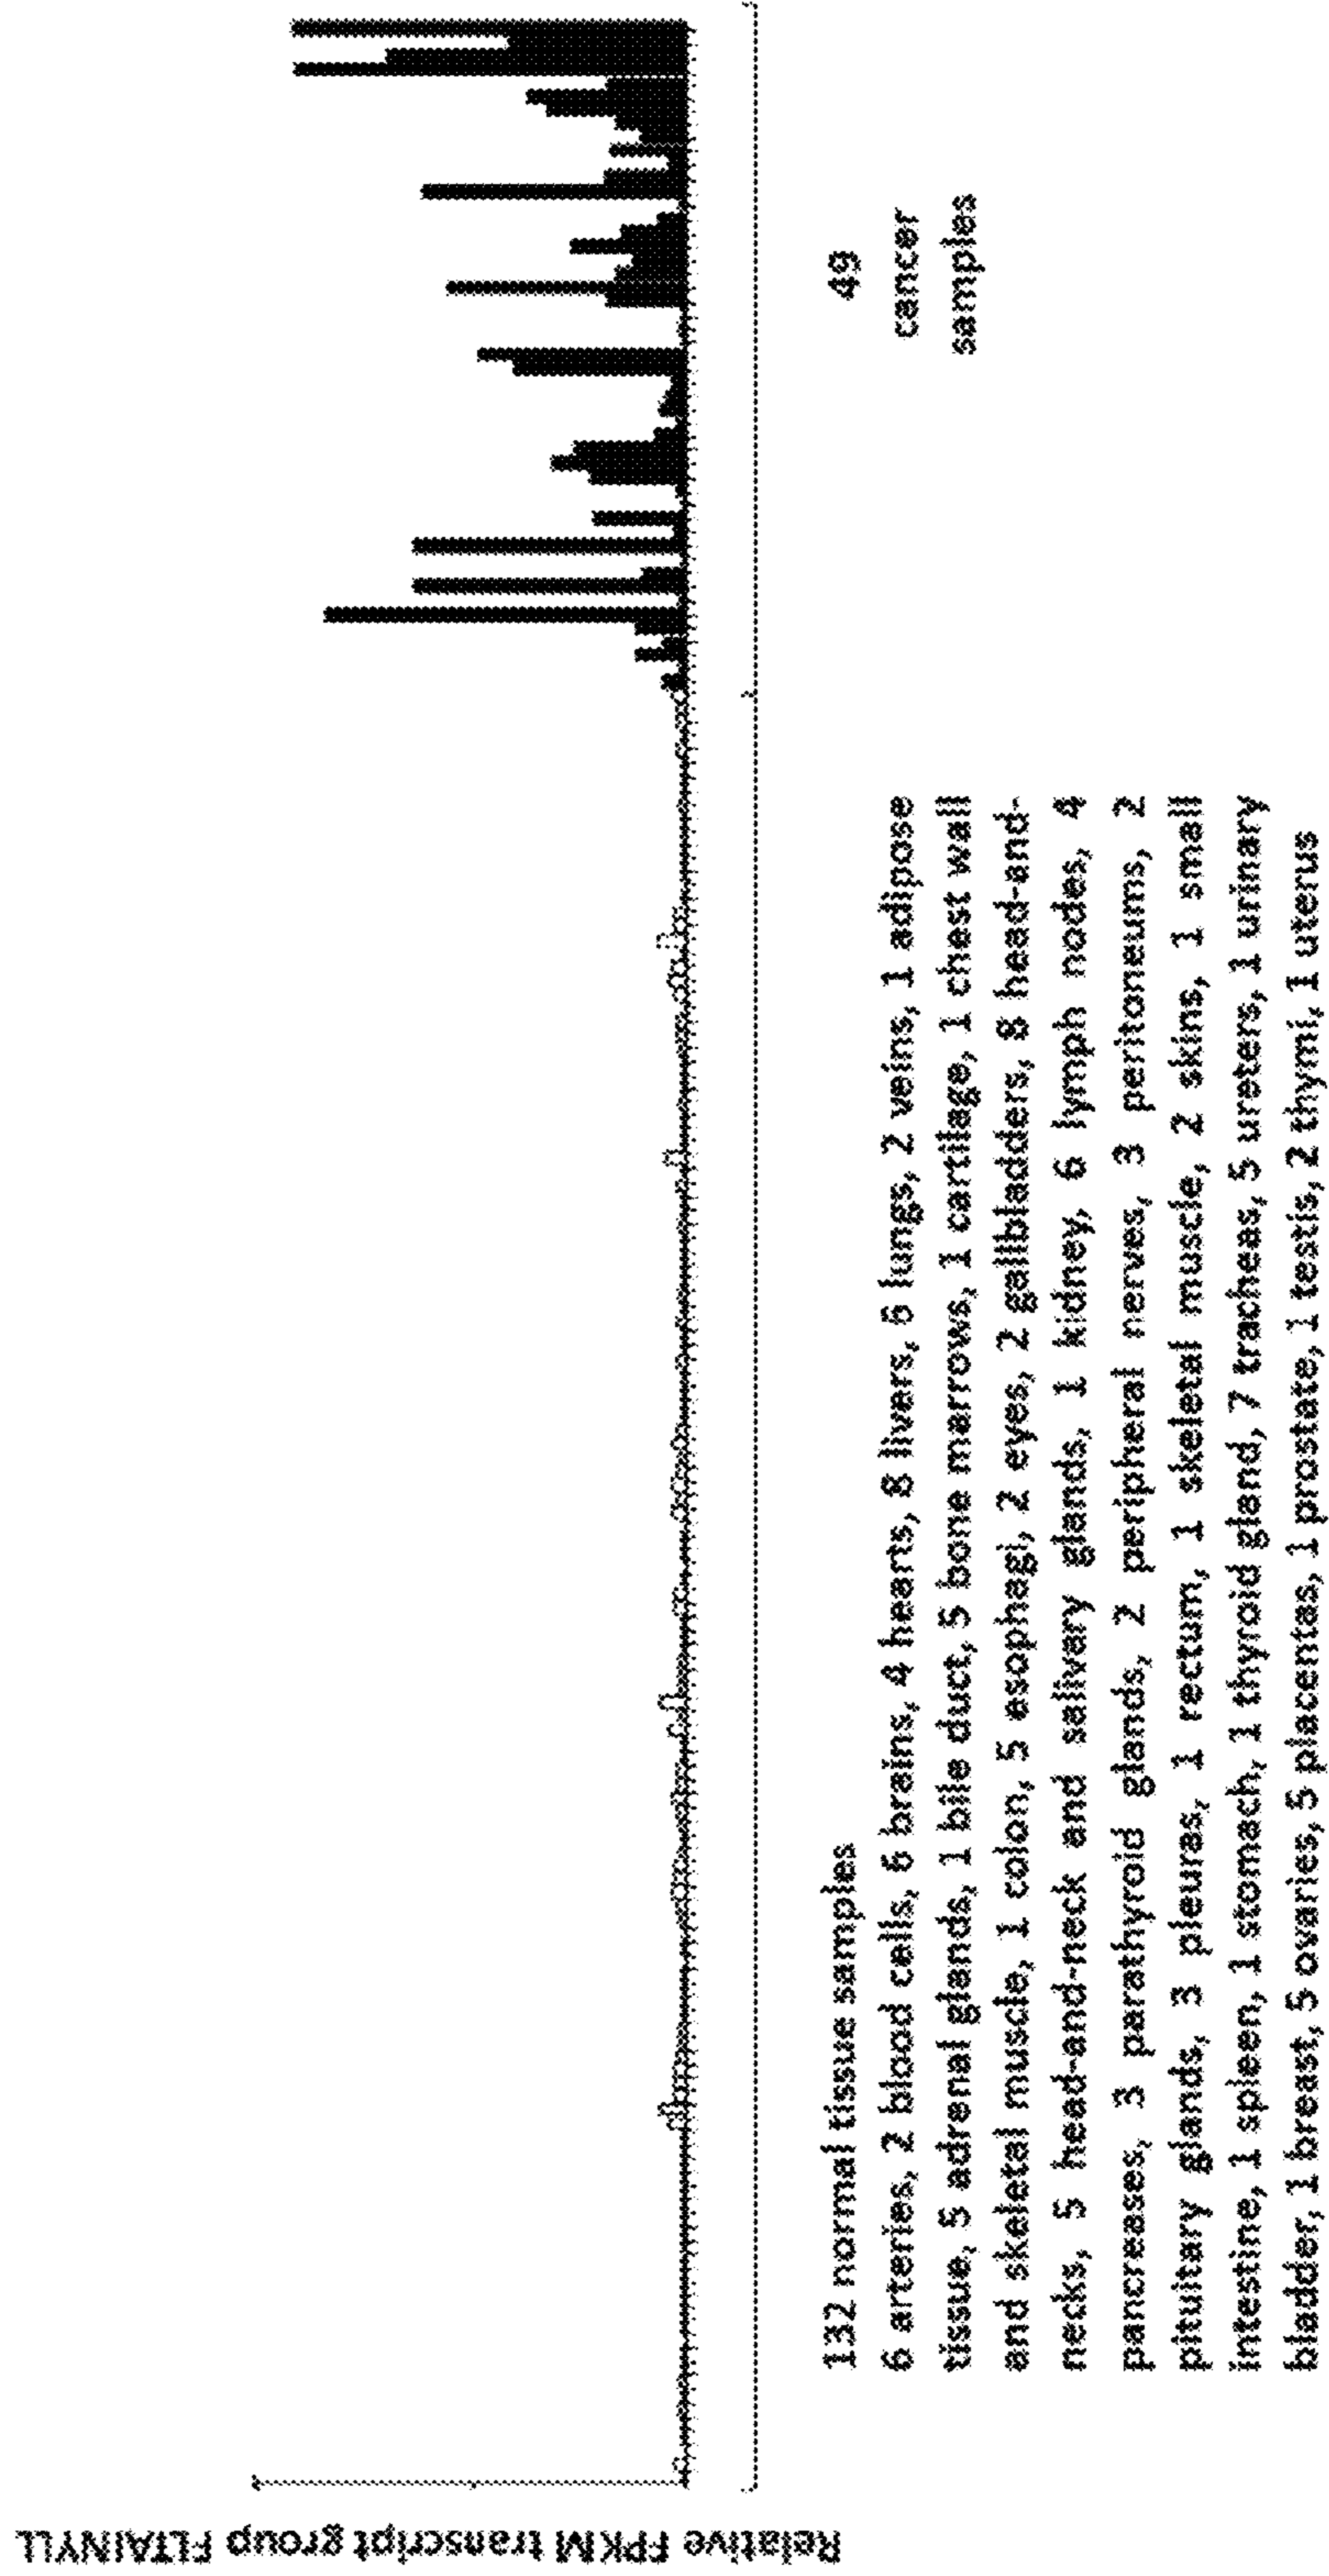 Relative FPKM transcript group FLTAINYLL
132 normal tissue samples
6 arteries, 2 blood cells, 6 brains, 4 hearts, 8 livers, 6 lungs, 2 veins, 1 adipose
tissue, 5 adrenal glands, 1 bile duct, 5 bone marrows, 1 cartilage, 1 chest wall
and skeletal muscle, 1 colon, 5 esophagi, 2 eyes, 2 gallbladders, 8 head-and-
necks, 5 head-and-neck and salivary glands, 1 kidney, 6 lymph nodes, 4
pancreases, 3 parathyroid glands, 2 peripheral nerves, 3 peritoneums, 2
pituitary glands, 3 pleuras, 1 rectum, 1 skeletal muscle, 2 skins, 1 small
intestine, 1 spleen, 1 stomach, 1 thyroid gland, 7 tracheas, 5 ureters, 1 urinary
bladder, 1 breast, 5 ovaries, 5 placentas, 1 prostate, 1 testis, 2 thymi, 1 uterus
49
cancer
samples